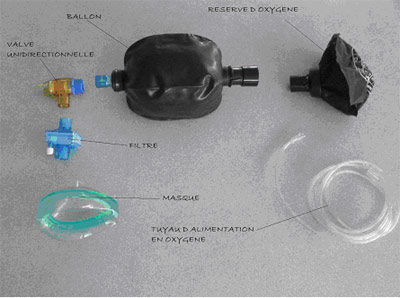 RESERVE D OXYGENE
BALLON
VALVE
UNIDIRECTIONNELLE
FILTRE
MASQUE
TUYAU D ALIMENTATION
EN OXYGENE